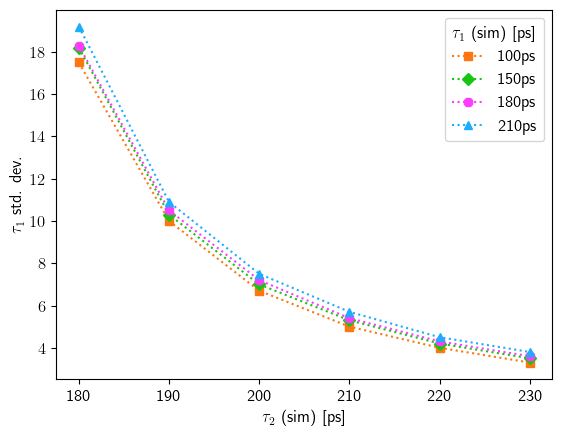 τ₁ (sim) [ps]
100ps
150ps
180ps
210ps
τ₁ std. dev.
18
16
14
12
10
8
6
4
180 190 200 210 220 230
τ₂ (sim) [ps]